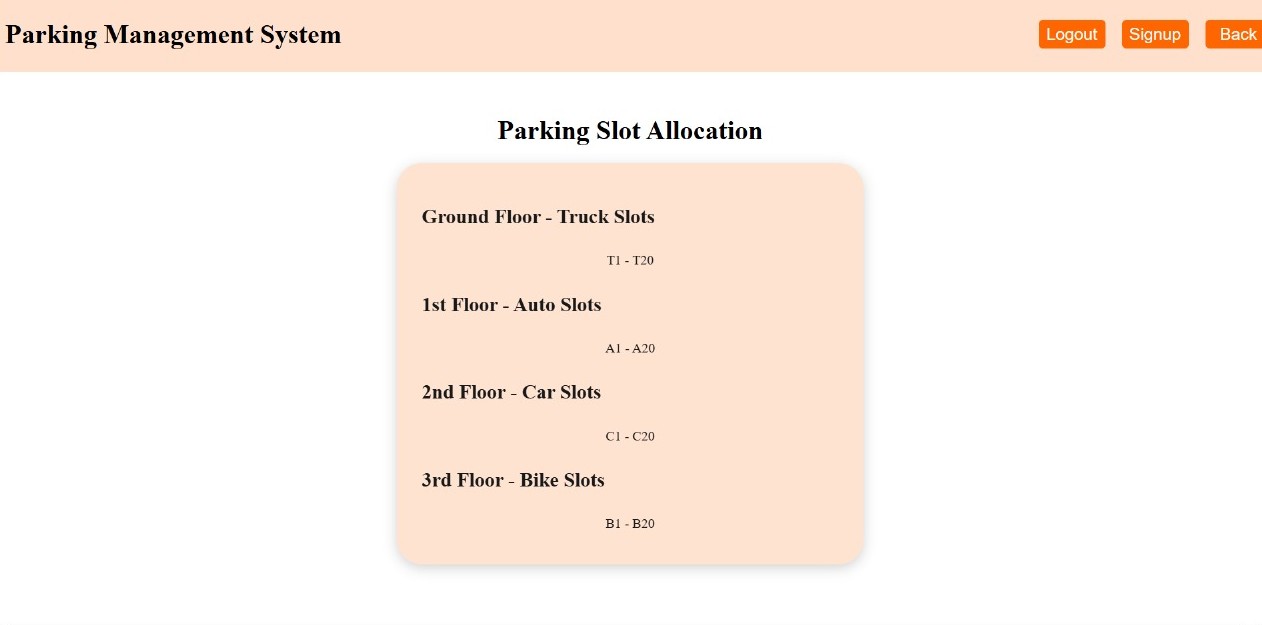 Parking Management System
Logout Signup Back
Parking Slot Allocation
Ground Floor - Truck Slots
T1 - T20
1st Floor - Auto Slots
A1 - A20
2nd Floor - Car Slots
C1 - C20
3rd Floor - Bike Slots
B1 - B20